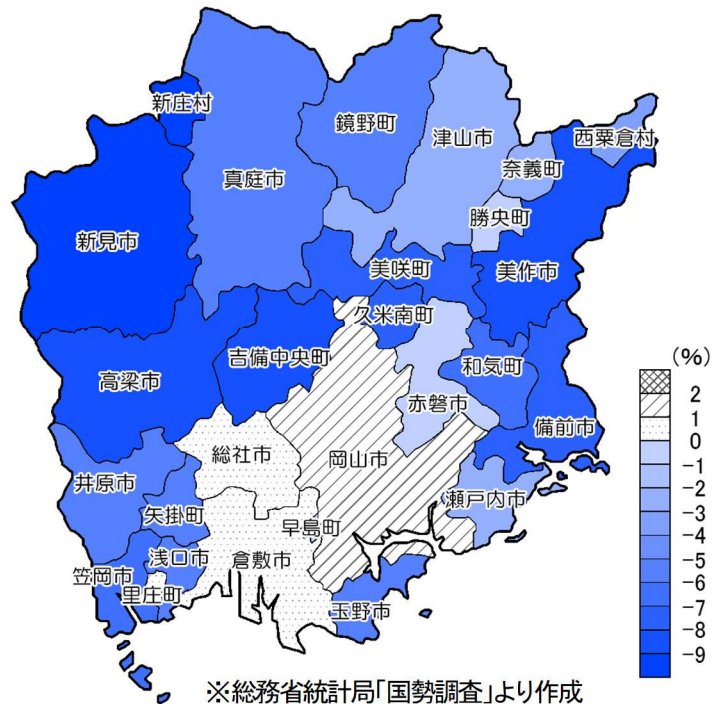 新庄村
鏡野町
津山市
西粟倉村
奈義町
真庭市
勝央町
新見市
美咲町
美作市
久米南町
吉備中央町
和気町
高梁市
赤磐市
備前市
総社市
岡山市
井原市
瀬戸内市
矢掛町
早島町
浅口市
倉敷市
笠岡市
里庄町
玉野市
(%)
2
1
0
-1
-2
-3
-4
-5
-6
-7
-8
-9
※総務省統計局「国勢調査」より作成